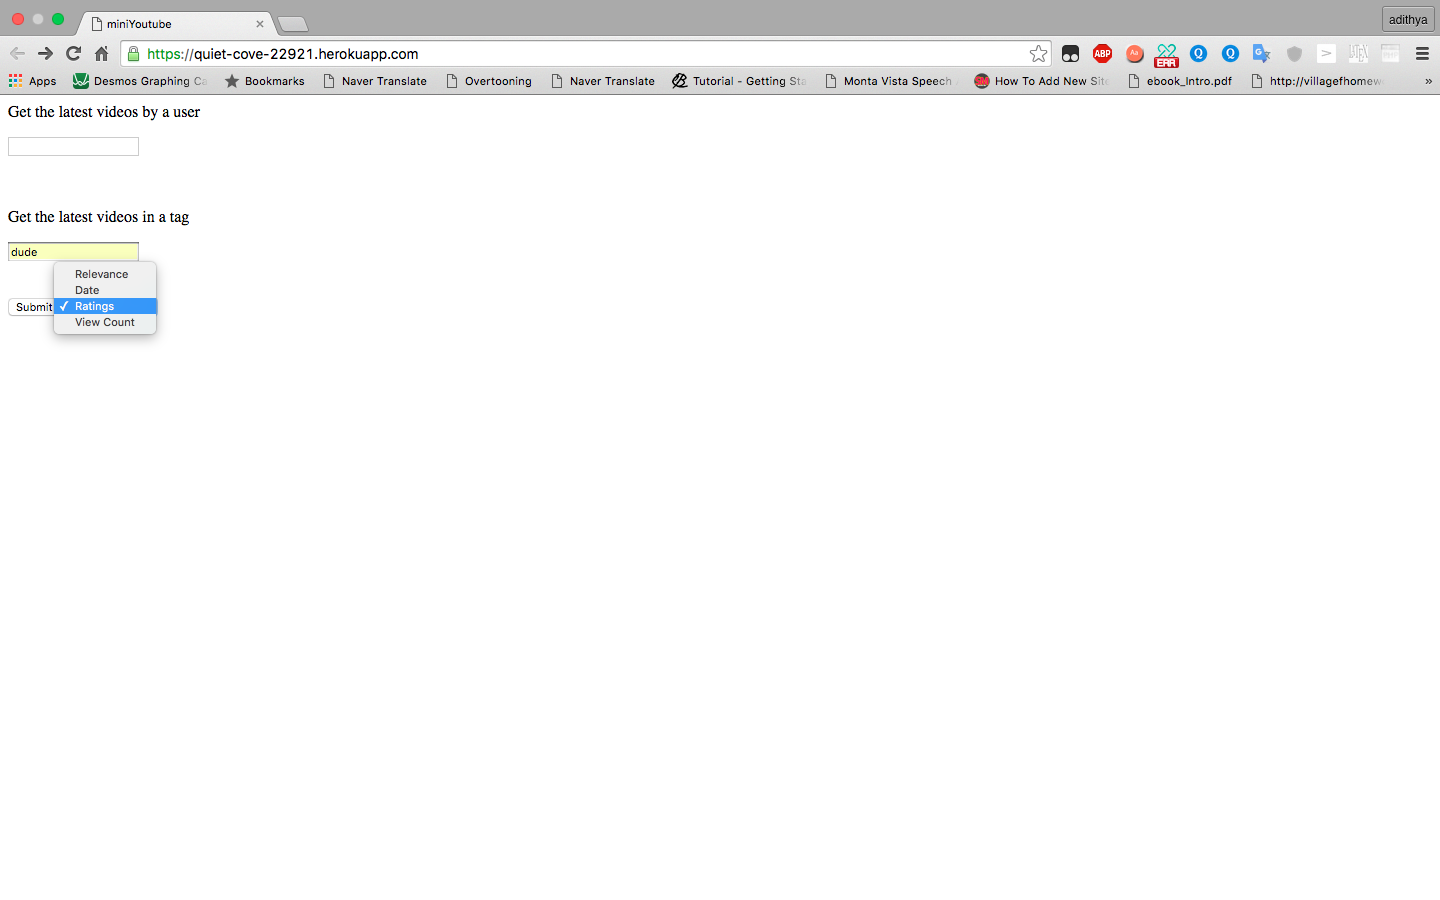 miniYoutube
adithya
https://quiet-cove-22921.herokuapp.com
ABP
Aa
ERR
Q
Q
Apps
Desmos Graphing Ca
Bookmarks
Naver Translate
Overtooning
Naver Translate
Tutorial - Getting Sta
Monta Vista Speech
How To Add New Site
ebook_Intro.pdf
http://villagefhomew
»
Get the latest videos by a user
Get the latest videos in a tag
dude
Relevance
Date
Submit ✓ Ratings
View Count